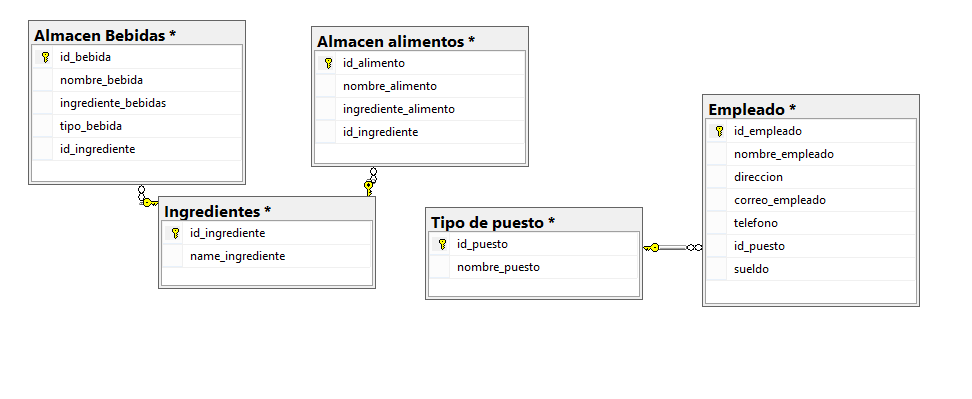 Almacen Bebidas *
id_bebida
nombre_bebida
ingrediente_bebidas
tipo_bebida
id_ingrediente
Almacen alimentos *
id_alimento
nombre_alimento
ingrediente_alimento
id_ingrediente
Ingredientes *
id_ingrediente
name_ingrediente
Tipo de puesto *
id_puesto
nombre_puesto
Empleado *
id_empleado
nombre_empleado
direccion
correo_empleado
telefono
id_puesto
sueldo